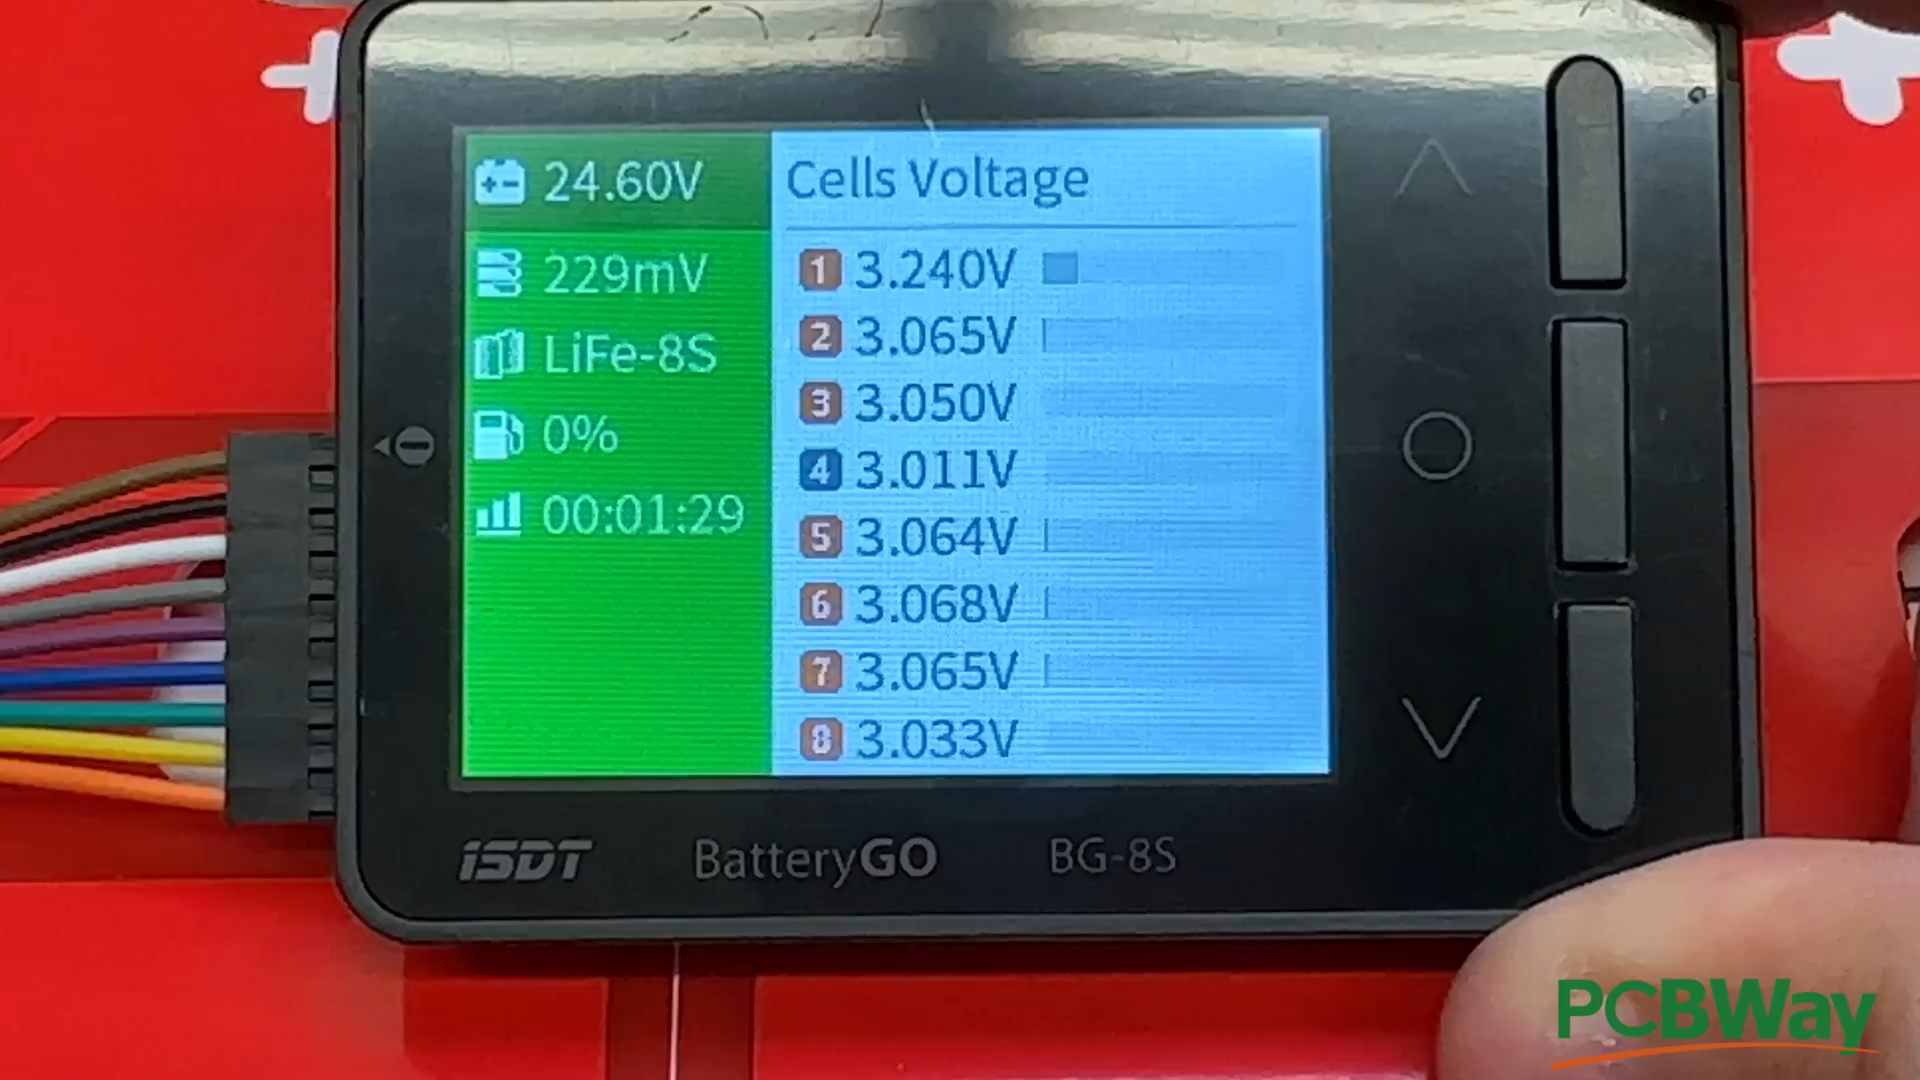 24.60V
229mV
LiFe-8S
0%
00:01:29
Cells Voltage
1 3.240V
2 3.065V
3 3.050V
4 3.011V
5 3.064V
6 3.068V
7 3.065V
8 3.033V
iSDT BatteryGO BG-8S
PCBWay